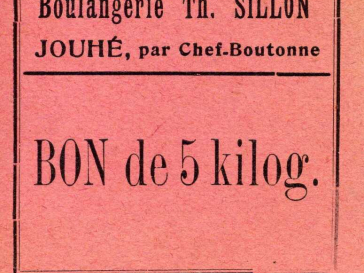 Boulangerie Th. SILLON
JOUHÉ, par Chef-Boutonne
BON de 5 kilog.